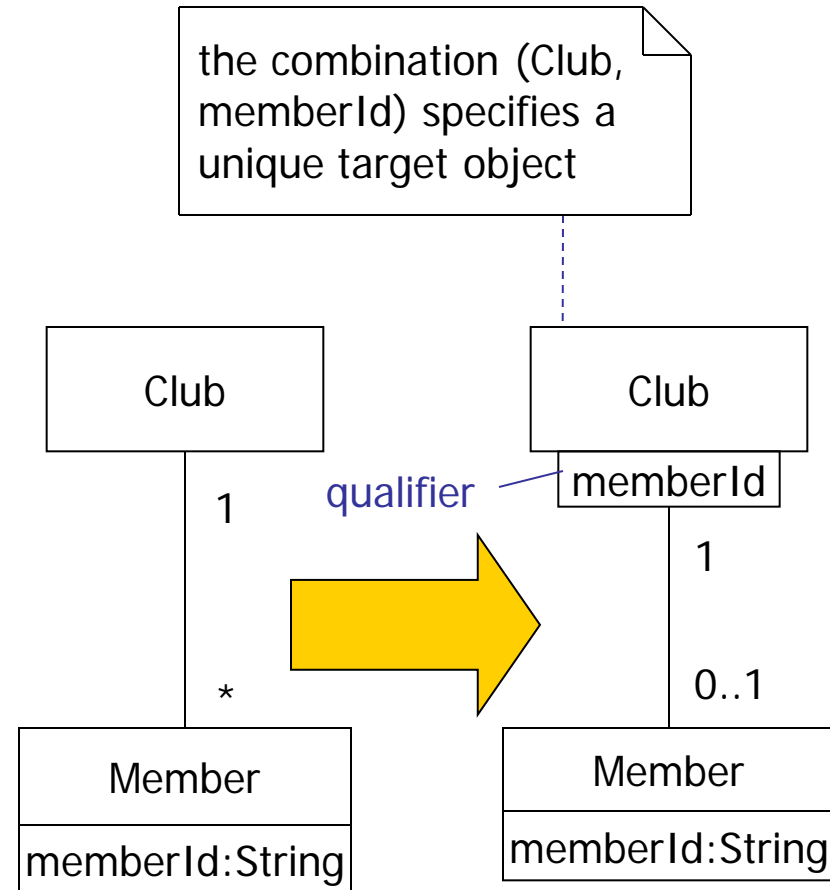 the combination (Club,
memberId) specifies a
unique target object
Club
1
*
Member
memberId:String
qualifier
Club
memberId
1
0..1
Member
memberId:String